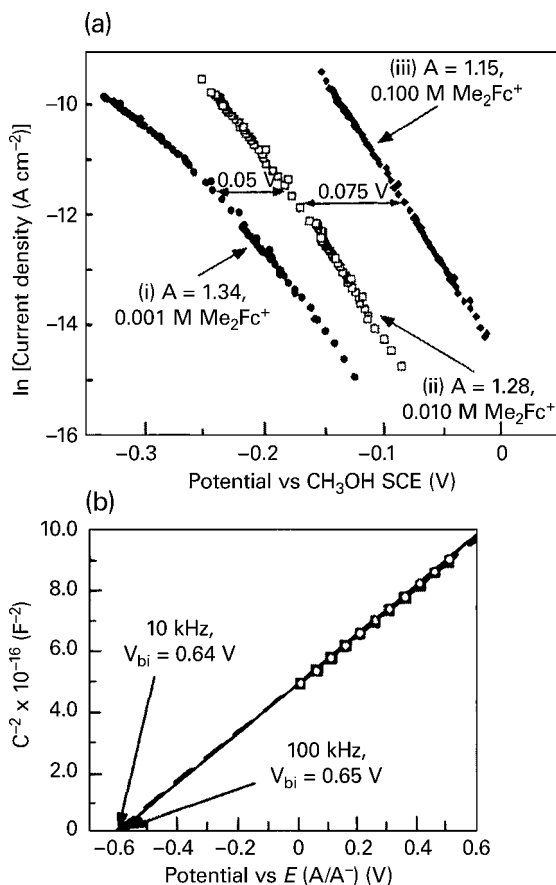 (a)
(iii) A = 1.15,
0.100 M Me₂Fc⁺
0.05 V
0.075 V
(i) A = 1.34,
0.001 M Me₂Fc⁺
(ii) A = 1.28,
0.010 M Me₂Fc⁺
ln [Current density (A cm⁻²)]
−10
−12
−14
−16
−0.3 −0.2 −0.1 0
Potential vs CH₃OH SCE (V)
(b)
C⁻² x 10⁻¹⁶ (F⁻²)
10.0
8.0
6.0
4.0
2.0
0
10 kHz,
V_bi = 0.64 V
100 kHz,
V_bi = 0.65 V
-0.6 -0.4 -0.2 0 0.2 0.4 0.6
Potential vs E (A/A⁻) (V)